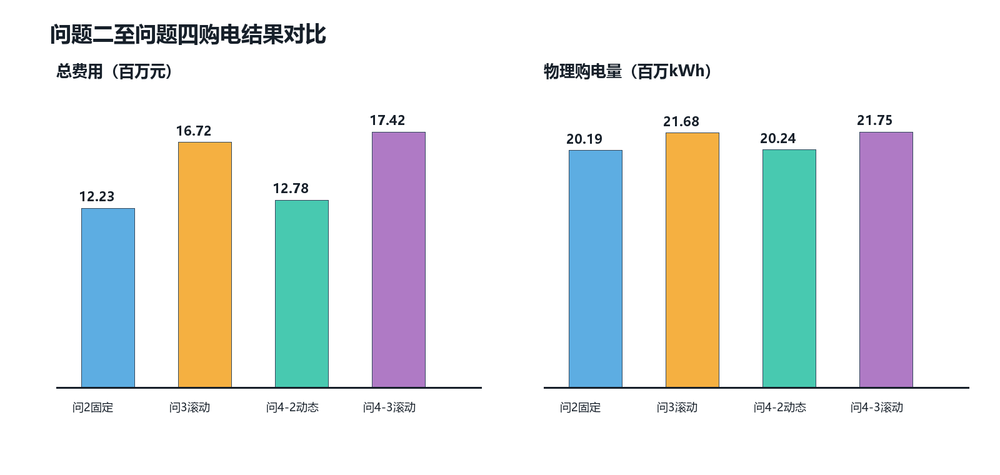 问题二至问题四购电结果对比
总费用（百万元）
12.23
16.72
12.78
17.42
问2固定
问3滚动
问4-2动态
问4-3滚动
物理购电量（百万kWh）
20.19
21.68
20.24
21.75
问2固定
问3滚动
问4-2动态
问4-3滚动